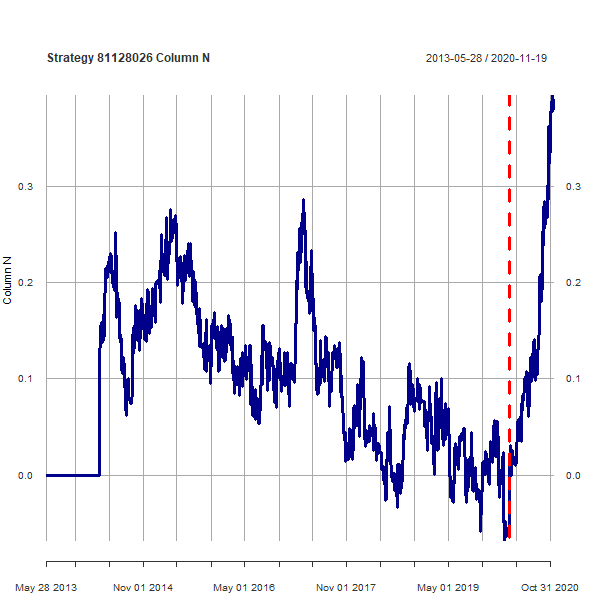 Strategy 81128026 Column N
2013-05-28 / 2020-11-19
Column N
0.3
0.3
0.2
0.2
0.1
0.1
0.0
0.0
May 28 2013
Nov 01 2014
May 01 2016
Nov 01 2017
May 01 2019
Oct 31 2020